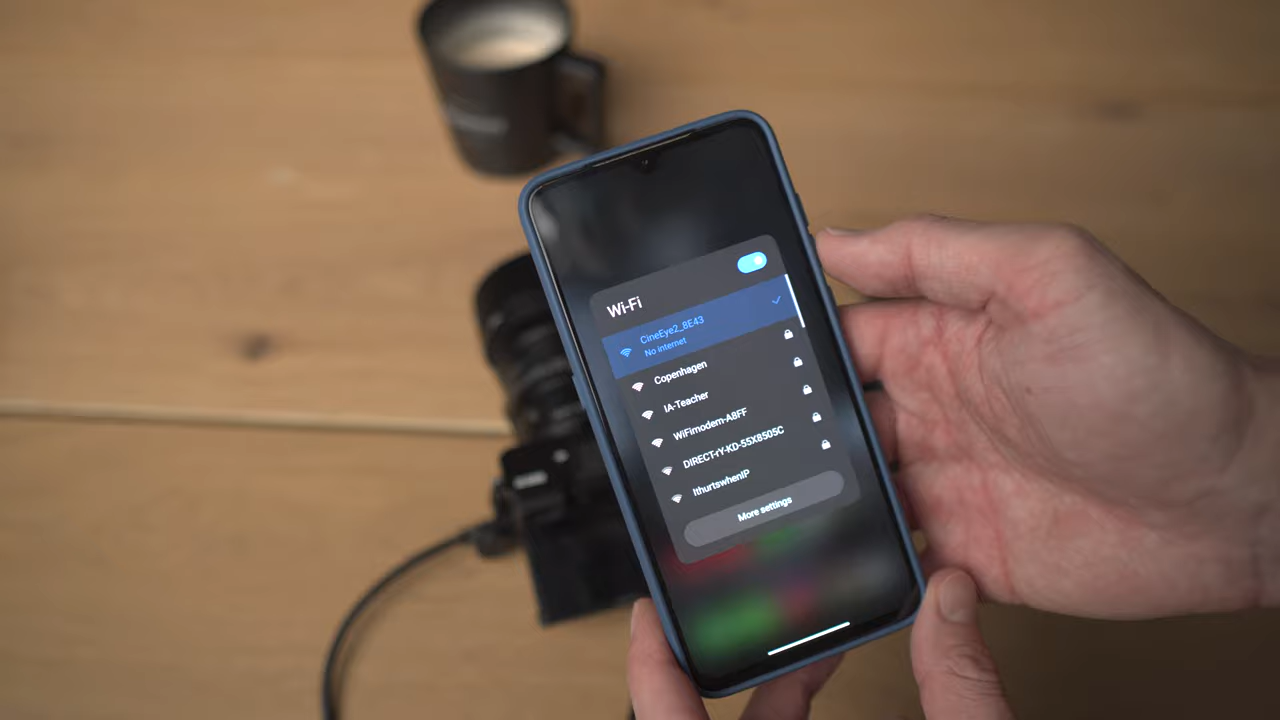 Wi-Fi
CineEye2_8E43
No internet
Copenhagen
IA-Teacher
WiFimodem-A8FF
DIRECT-rY-KD-55X8505C
IthurtswhenIP
More settings